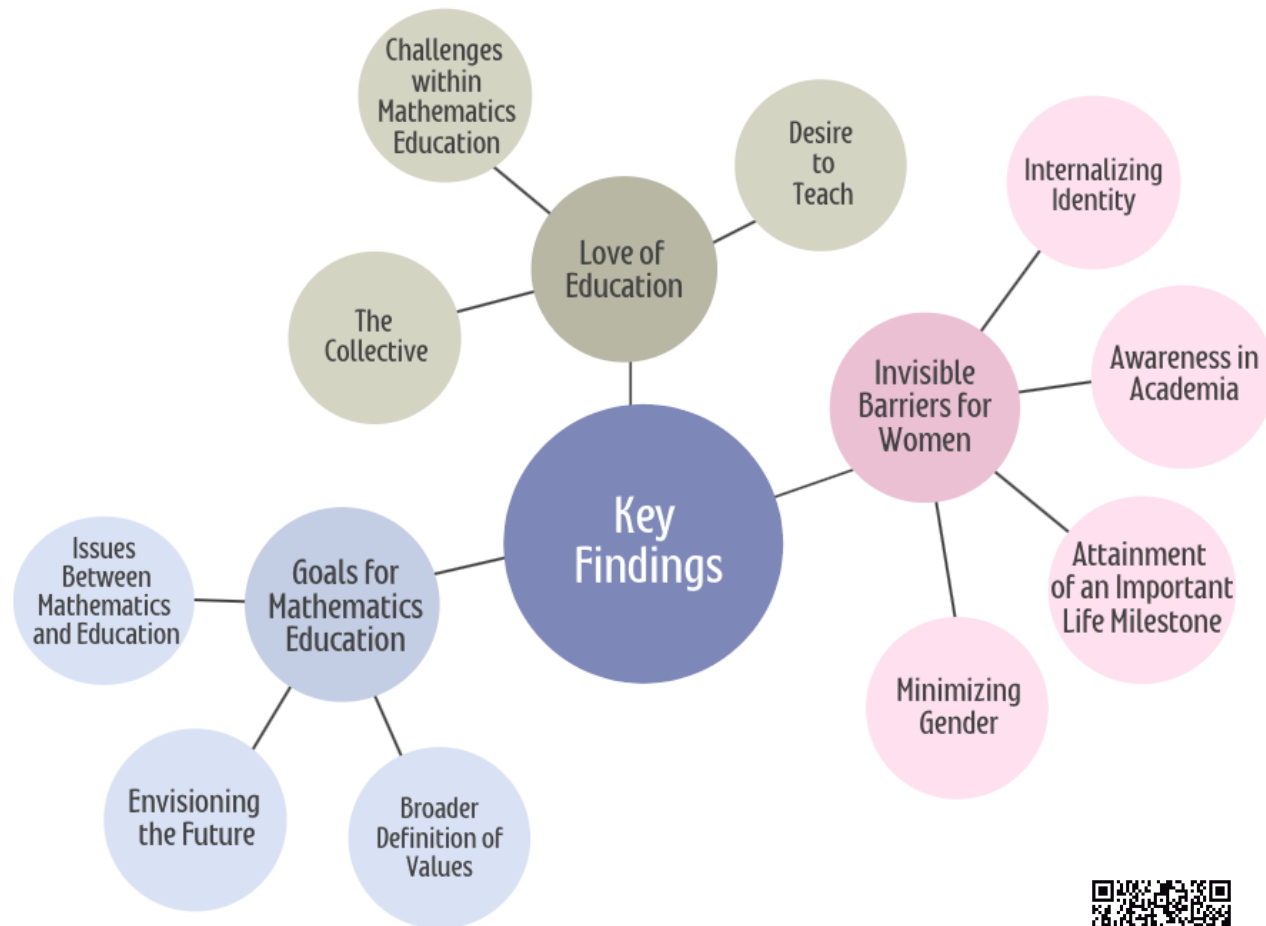 Challenges
within
Mathematics
Education
Desire
to
Teach
Love of
Education
The
Collective
Internalizing
Identity
Awareness in
Academia
Invisible
Barriers for
Women
Attainment
of an Important
Life Milestone
Minimizing
Gender
Key
Findings
Goals for
Mathematics
Education
Issues
Between
Mathematics
and Education
Envisioning
the Future
Broader
Definition of
Values